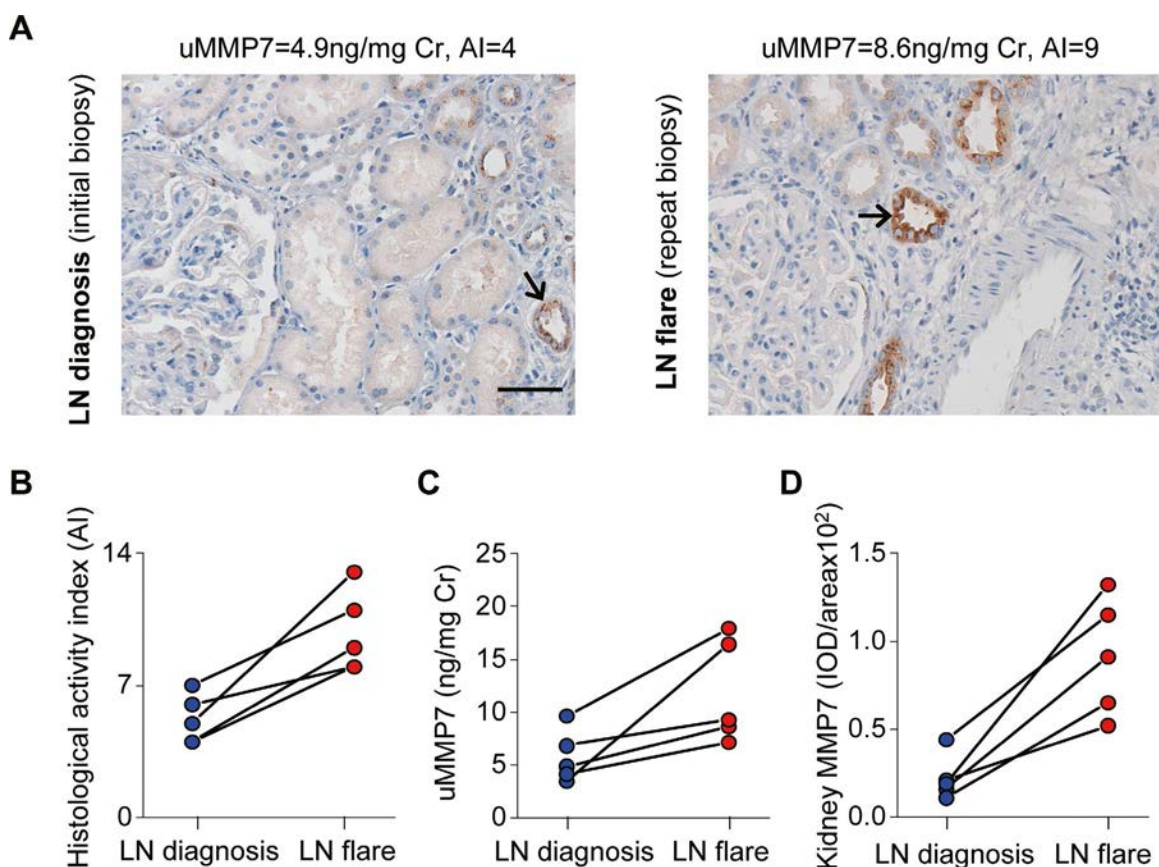 A
uMMP7=4.9ng/mg Cr, AI=4
uMMP7=8.6ng/mg Cr, AI=9
LN diagnosis (initial biopsy)
LN flare (repeat biopsy)
B
Histological activity index (AI)
14
7
0
LN diagnosis LN flare
C
uMMP7 (ng/mg Cr)
25
20
15
10
5
0
LN diagnosis LN flare
D
Kidney MMP7 (IOD/areax10²)
1.5
1.0
0.5
0.0
LN diagnosis LN flare